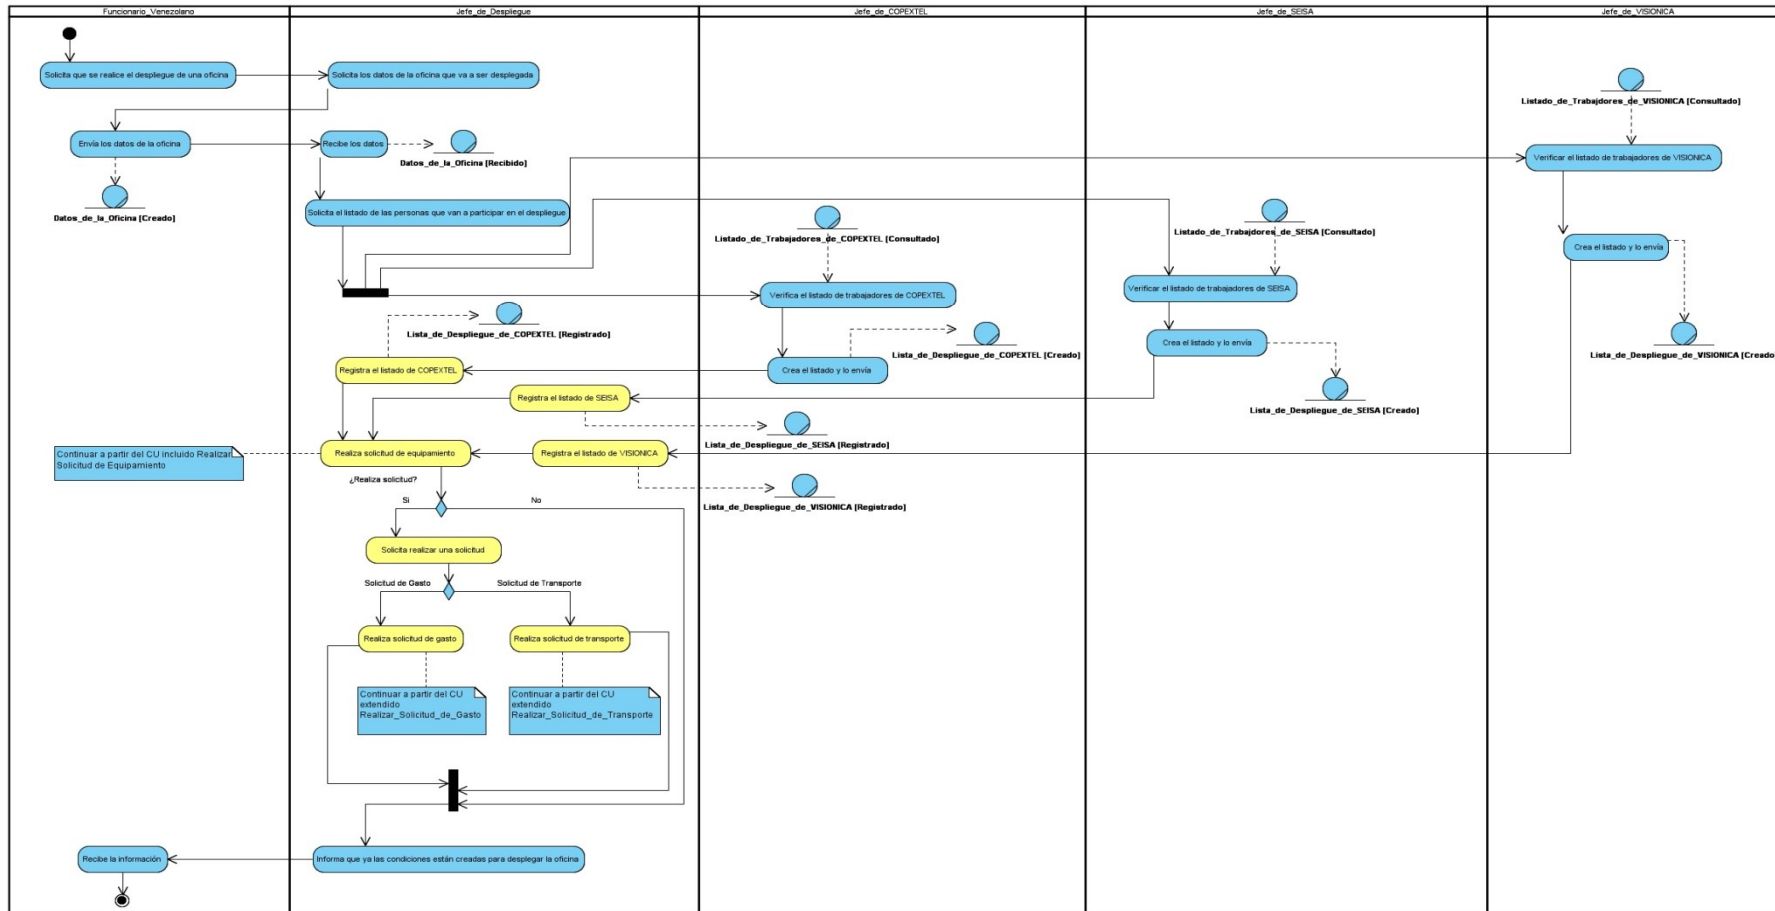 Funcionario_Venezolano
Jefe_de_Despliegue
Jefe_de_COPEXTEL
Jefe_de_SEISA
Jefe_de_VISIONICA
Solicita que se realice el despliegue de una oficina
Solicita los datos de la oficina que va a ser desplegada
Listado_de_Trabajdores_de_VISIONICA [Consultado]
Envía los datos de la oficina
Recibe los datos
Datos_de_la_Oficina [Recibido]
Verificar el listado de trabajadores de VISIONICA
Datos_de_la_Oficina [Creado]
Solicita el listado de las personas que van a participar en el despliegue
Listado_de_Trabajadores_de_COPEXTEL [Consultado]
Listado_de_Trabajdores_de_SEISA [Consultado]
Crea el listado y lo envía
Verifica el listado de trabajadores de COPEXTEL
Verificar el listado de trabajadores de SEISA
Lista_de_Despliegue_de_COPEXTEL [Registrado]
Lista_de_Despliegue_de_COPEXTEL [Creado]
Crea el listado y lo envía
Lista_de_Despliegue_de_VISIONICA [Creado]
Registra el listado de COPEXTEL
Crea el listado y lo envía
Registra el listado de SEISA
Lista_de_Despliegue_de_SEISA [Creado]
Lista_de_Despliegue_de_SEISA [Registrado]
Continuar a partir del CU incluido Realizar
Solicitud de Equipamiento
Realiza solicitud de equipamiento
Registra el listado de VISIONICA
¿Realiza solicitud?
Si
No
Lista_de_Despliegue_de_VISIONICA [Registrado]
Solicita realizar una solicitud
Solicitud de Gasto
Solicitud de Transporte
Realiza solicitud de gasto
Realiza solicitud de transporte
Continuar a partir del CU
extendido
Realizar_Solicitud_de_Gasto
Continuar a partir del CU
extendido
Realizar_Solicitud_de_Transporte
Recibe la información
Informa que ya las condiciones están creadas para desplegar la oficina